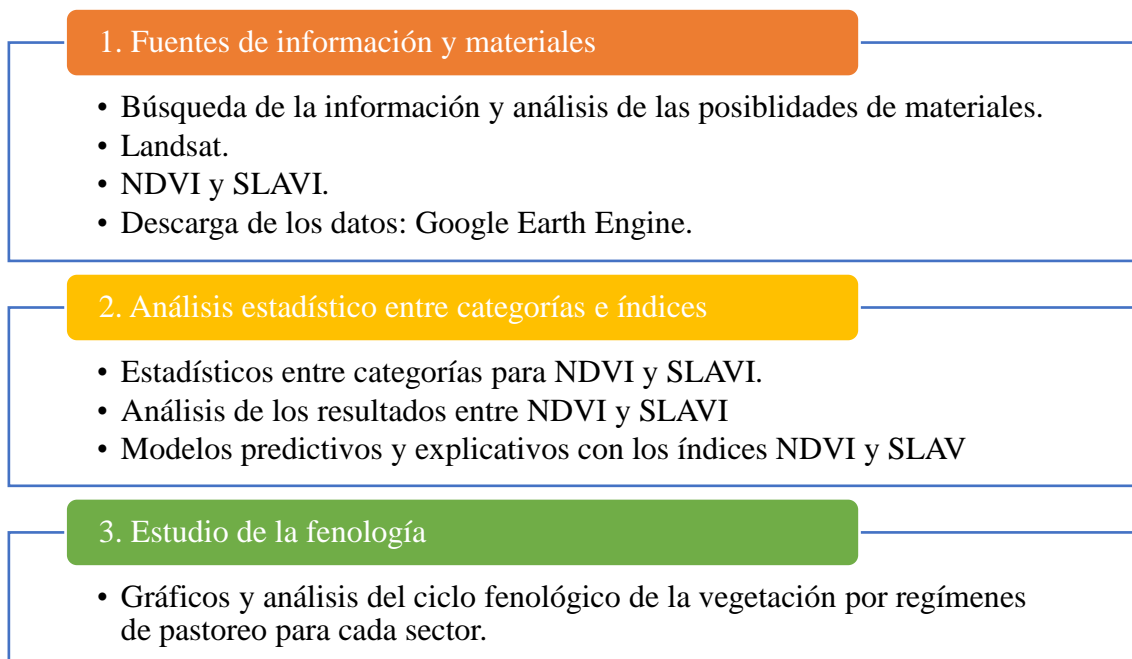 1. Fuentes de información y materiales
• Búsqueda de la información y análisis de las posiblidades de materiales.
• Landsat.
• NDVI y SLAVI.
• Descarga de los datos: Google Earth Engine.
2. Análisis estadístico entre categorías e índices
• Estadísticos entre categorías para NDVI y SLAVI.
• Análisis de los resultados entre NDVI y SLAVI
• Modelos predictivos y explicativos con los índices NDVI y SLAV
3. Estudio de la fenología
• Gráficos y análisis del ciclo fenológico de la vegetación por regímenes
de pastoreo para cada sector.